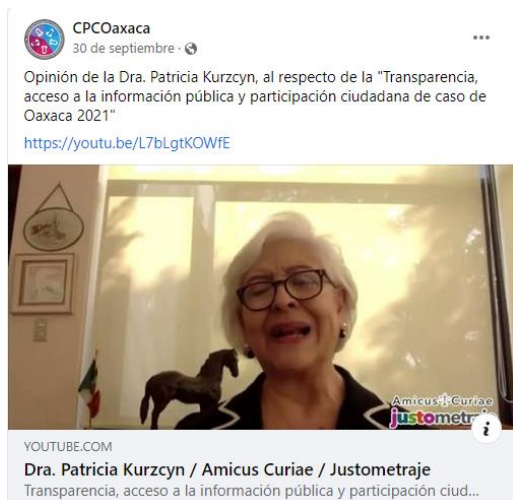 CPCOaxaca
30 de septiembre ·
Opinión de la Dra. Patricia Kurzcyn, al respecto de la "Transparencia,
acceso a la información pública y participación ciudadana de caso de
Oaxaca 2021"
https://youtu.be/L7bLgtKOWfE
Amicus Curiae
justometraje
i
YOUTUBE.COM
Dra. Patricia Kurzcyn / Amicus Curiae / Justometraje
Transparencia, acceso a la información pública y participación ciud...